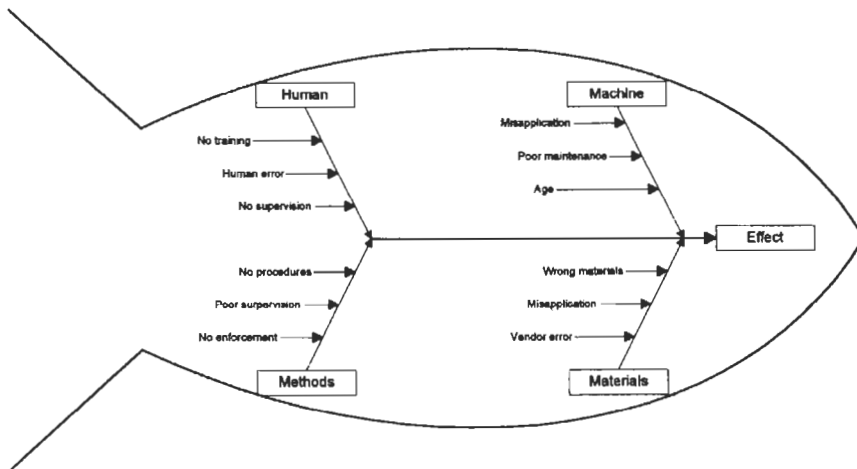 Human
Machine
No training
Human error
No supervision
Misapplication
Poor maintenance
Age
Effect
No procedures
Poor surpervision
No enforcement
Wrong materials
Misapplication
Vendor error
Methods
Materials